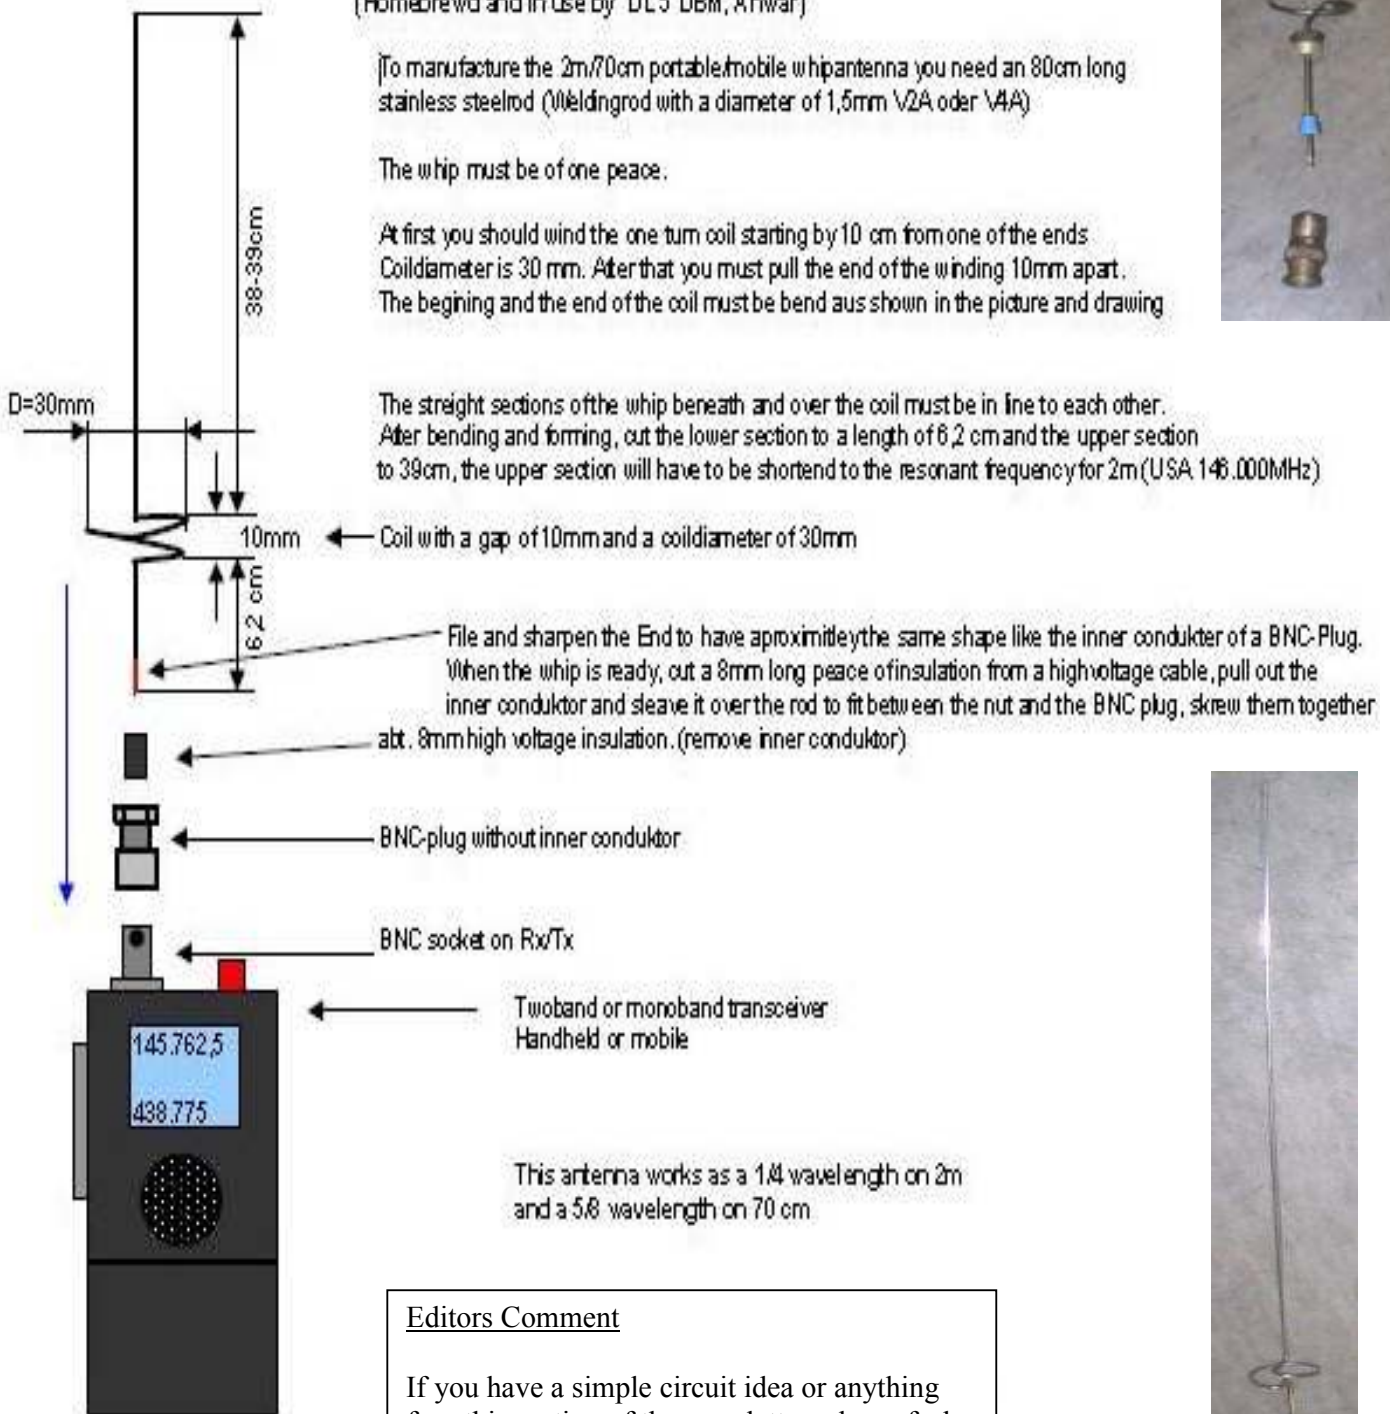 (Homebrewd and in use by DL5 DBM, Anwar)
To manufacture the 2m/70cm portable/mobile whipantenna you need an 80cm long
stainless steelrod (Weldingrod with a diameter of 1,5mm V2A oder V4A)
The whip must be of one peace.
At first you should wind the one turn coil starting by 10 cm from one of the ends
Coildiameter is 30 mm. After that you must pull the end of the winding 10mm apart.
The begining and the end of the coil must be bend aus shown in the picture and drawing
38-39cm
D=30mm
The streight sections of the whip beneath and over the coil must be in line to each other.
After bending and forming, cut the lower section to a length of 6,2 cm and the upper section
to 39cm, the upper section will have to be shortend to the resonant frequency for 2m (USA 146.000MHz)
10mm
Coil with a gap of 10mm and a coildiameter of 30mm
6,2 cm
File and sharpen the End to have aproximitley the same shape like the inner condukter of a BNC-Plug.
When the whip is ready, cut a 8mm long peace of insulation from a high voltage cable, pull out the
inner conduktor and sleave it over the rod to fit between the nut and the BNC plug, skrew them together
abt. 8mm high voltage insulation. (remove inner conduktor)
BNC-plug without inner conduktor
BNC socket on Rx/Tx
Twoband or monoband transceiver
Handheld or mobile
145.762,5
438.775
This antenna works as a 1/4 wavelength on 2m
and a 5/8 wavelength on 70 cm
Editors Comment
If you have a simple circuit idea or anything